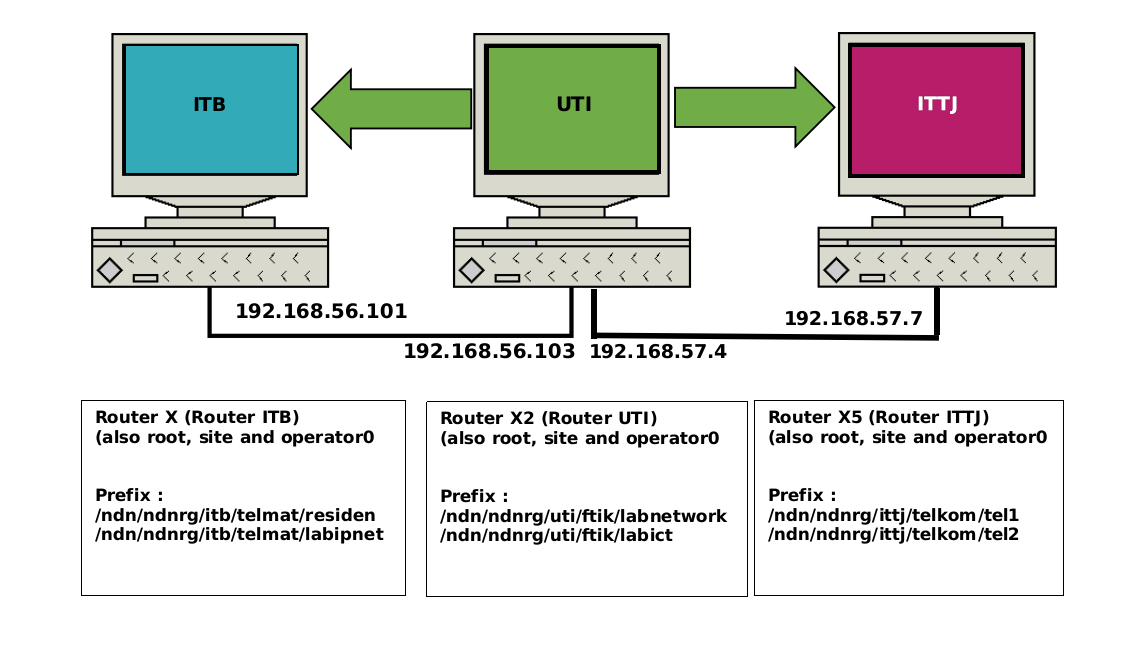 ITB
UTI
ITTJ
192.168.56.101
192.168.57.7
192.168.56.103
192.168.57.4
Router X (Router ITB)
(also root, site and operator0
Prefix :
/ndn/ndnrg/itb/telmat/residen
/ndn/ndnrg/itb/telmat/labipnet
Router X2 (Router UTI)
(also root, site and operator0
Prefix :
/ndn/ndnrg/uti/ftik/labnetwork
/ndn/ndnrg/uti/ftik/labict
Router X5 (Router ITTJ)
(also root, site and operator0
Prefix :
/ndn/ndnrg/ittj/telkom/tel1
/ndn/ndnrg/ittj/telkom/tel2